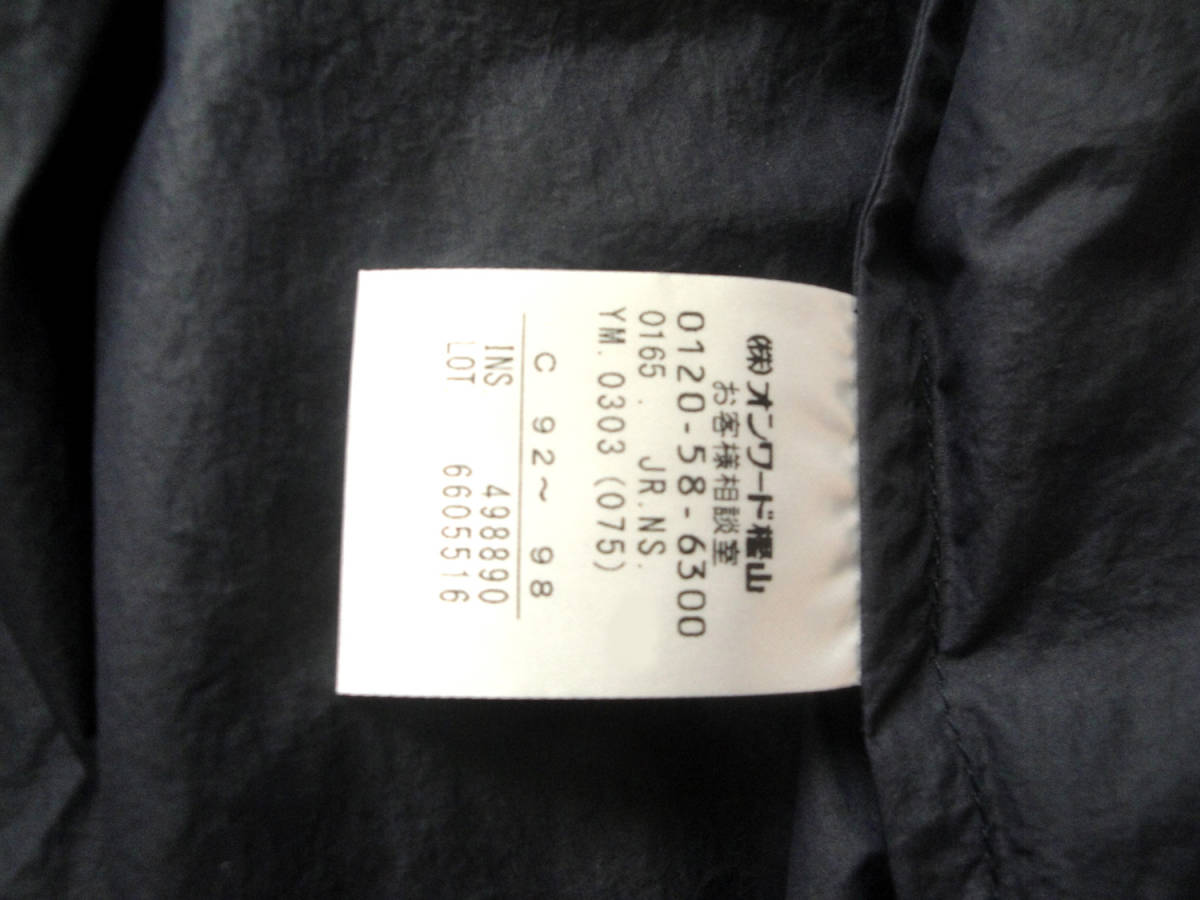 ㈱オンワード樫山
お客様相談室
0120-58-6300
0165 . JR.NS.
YM.0303(075)
C 92～ 98
INS 4988890
LOT 6605516